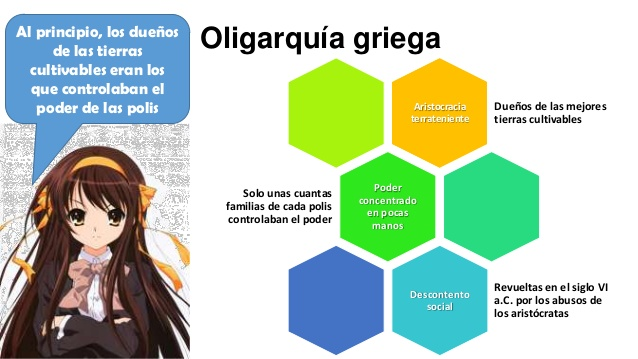 Al principio, los dueños
de las tierras
cultivables eran los
que controlaban el
poder de las polis
Oligarquía griega
Aristocracia
terrateniente
Dueños de las mejores
tierras cultivables
Solo unas cuantas
familias de cada polis
controlaban el poder
Poder
concentrado
en pocas
manos
Descontento
social
Revueltas en el siglo VI
a.C. por los abusos de
los aristócratas